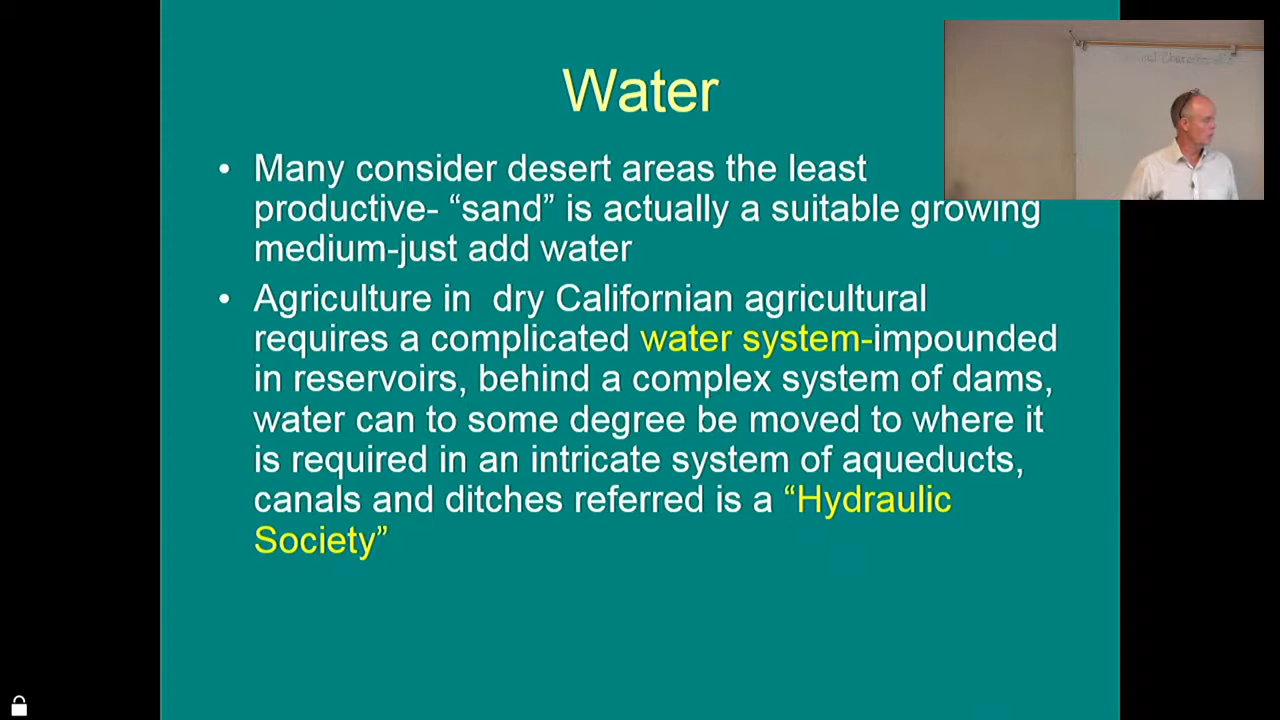 Water
• Many consider desert areas the least
productive- “sand” is actually a suitable growing
medium-just add water
• Agriculture in  dry Californian agricultural
requires a complicated water system-impounded
in reservoirs, behind a complex system of dams,
water can to some degree be moved to where it
is required in an intricate system of aqueducts,
canals and ditches referred is a “Hydraulic
Society”